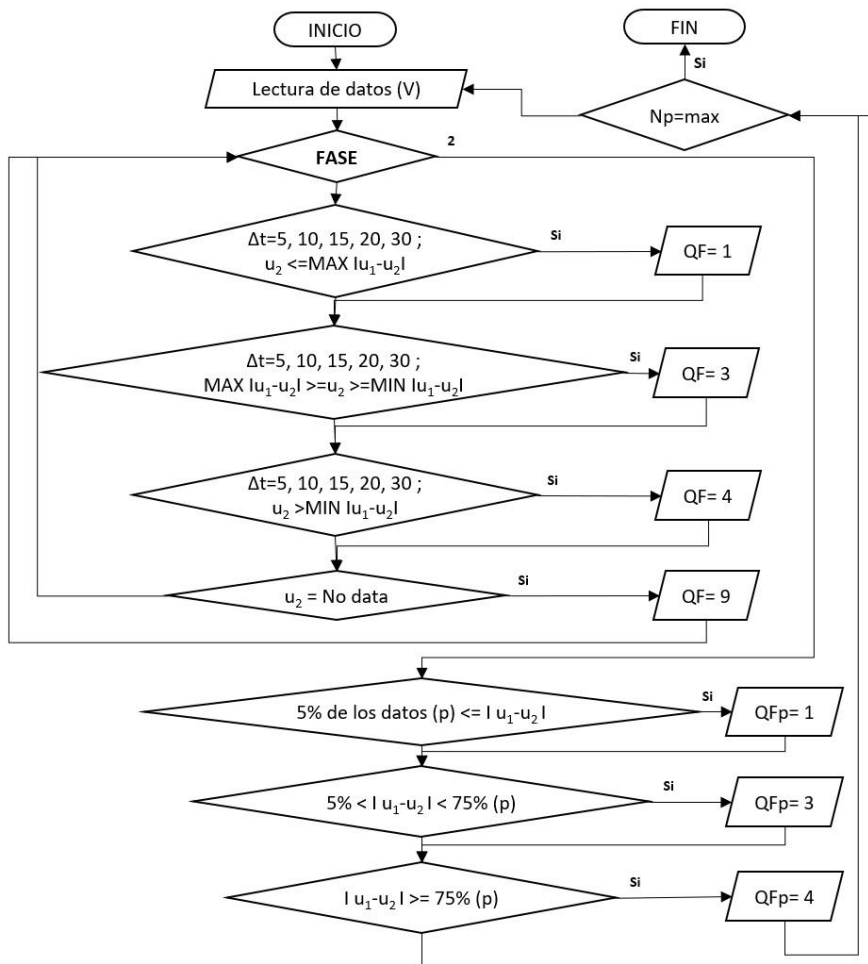 INICIO
FIN
Si
Lectura de datos (V)
Np=max
FASE
2
Δt=5, 10, 15, 20, 30 ;
u₂ <=MAX Iu₁-u₂I
Si
QF= 1
Δt=5, 10, 15, 20, 30 ;
MAX Iu₁-u₂I >=u₂ >=MIN Iu₁-u₂I
Si
QF= 3
Δt=5, 10, 15, 20, 30 ;
u₂ >MIN Iu₁-u₂I
Si
QF= 4
u₂ = No data
Si
QF= 9
5% de los datos (p) <= I u₁-u₂ I
Si
QFp= 1
5% < I u₁-u₂ I < 75% (p)
Si
QFp= 3
I u₁-u₂ I >= 75% (p)
Si
QFp= 4